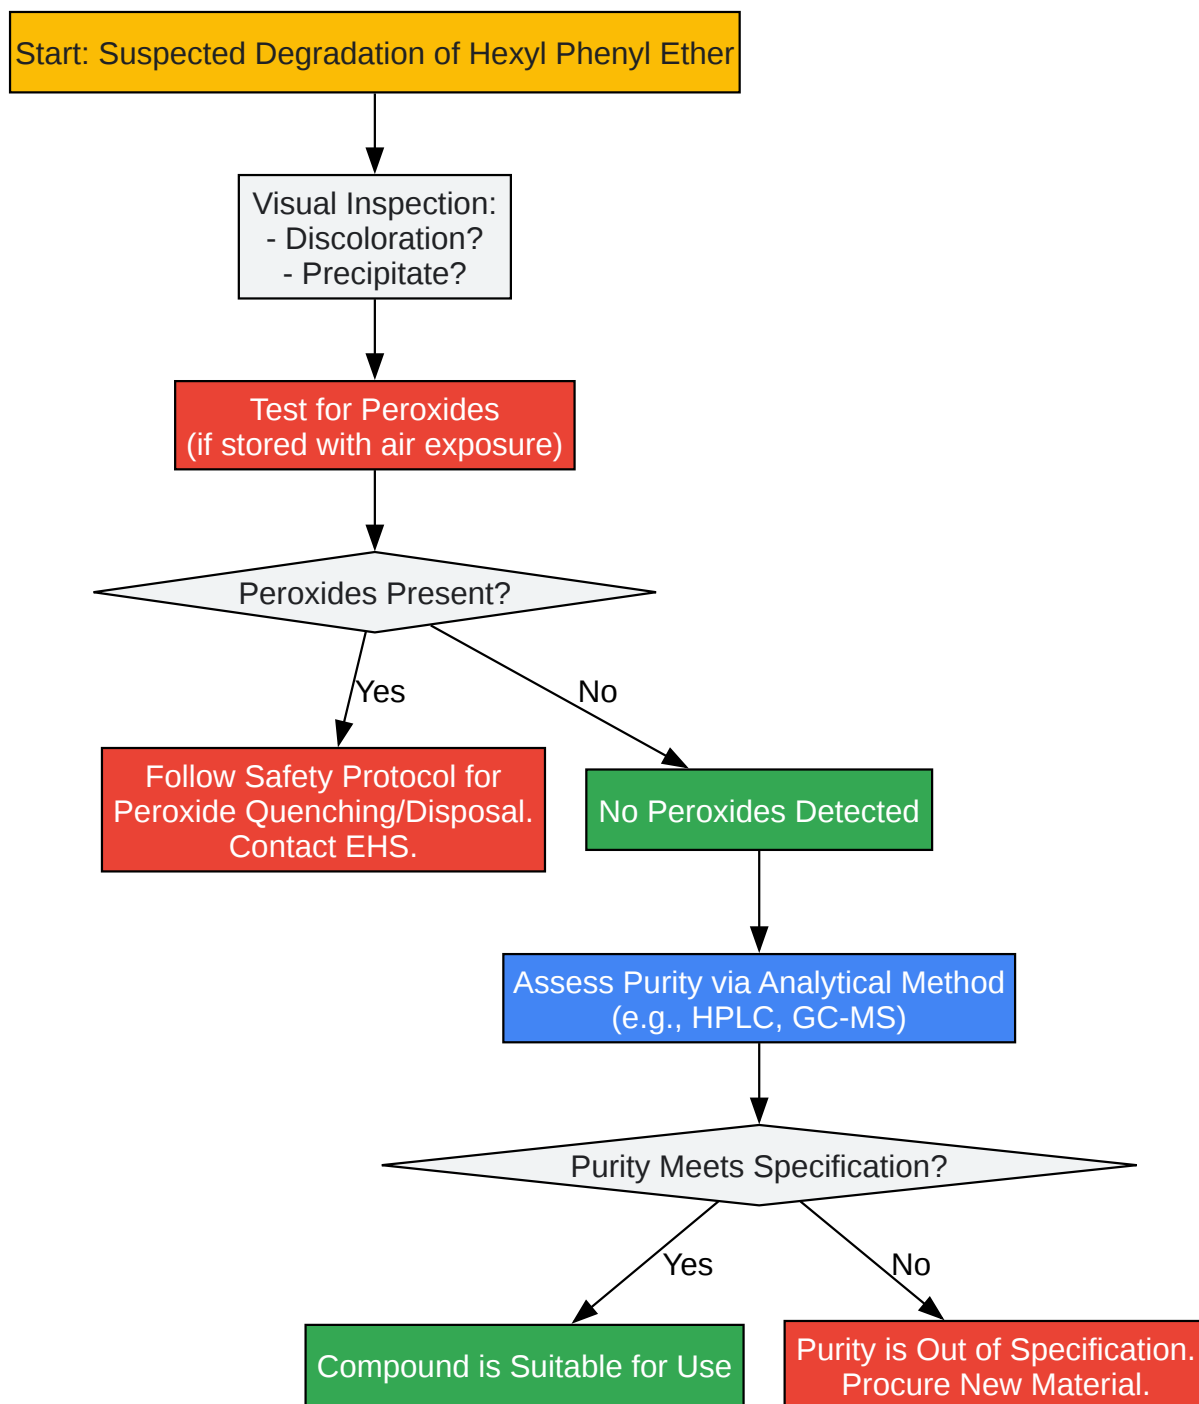 Start: Suspected Degradation of Hexyl Phenyl Ether
Visual Inspection:
- Discoloration?
- Precipitate?
Test for Peroxides
(if stored with air exposure)
Peroxides Present?
Yes
No
Follow Safety Protocol for
Peroxide Quenching/Disposal.
Contact EHS.
No Peroxides Detected
Assess Purity via Analytical Method
(e.g., HPLC, GC-MS)
Purity Meets Specification?
Yes
No
Compound is Suitable for Use
Purity is Out of Specification.
Procure New Material.